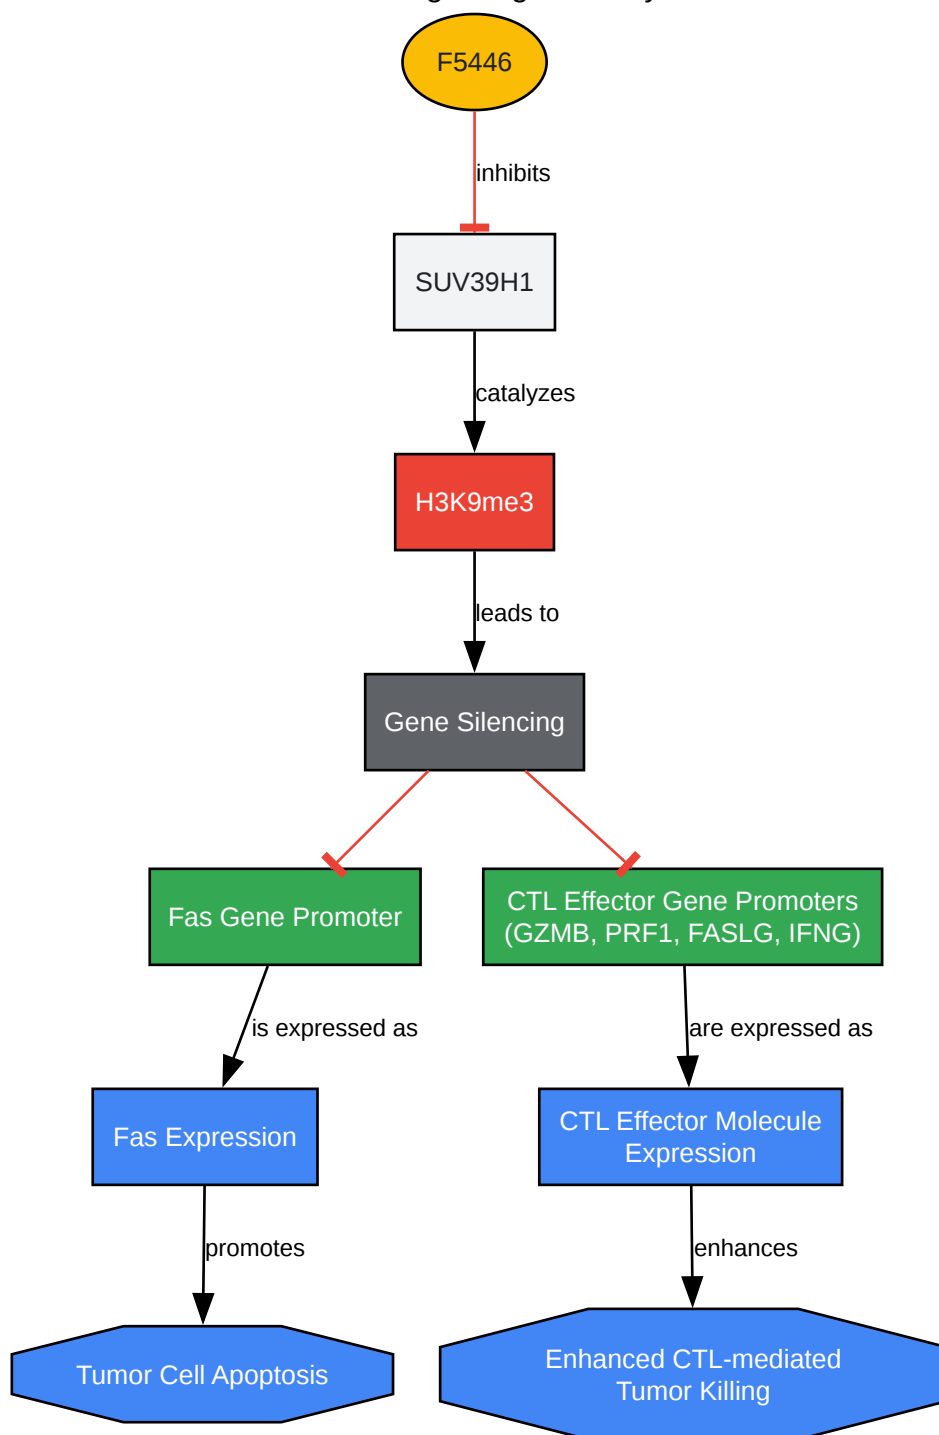 F5446
inhibits
SUV39H1
catalyzes
H3K9me3
leads to
Gene Silencing
Fas Gene Promoter
CTL Effector Gene Promoters
(GZMB, PRF1, FASLG, IFNG)
is expressed as
are expressed as
Fas Expression
CTL Effector Molecule
Expression
promotes
enhances
Tumor Cell Apoptosis
Enhanced CTL-mediated
Tumor Killing